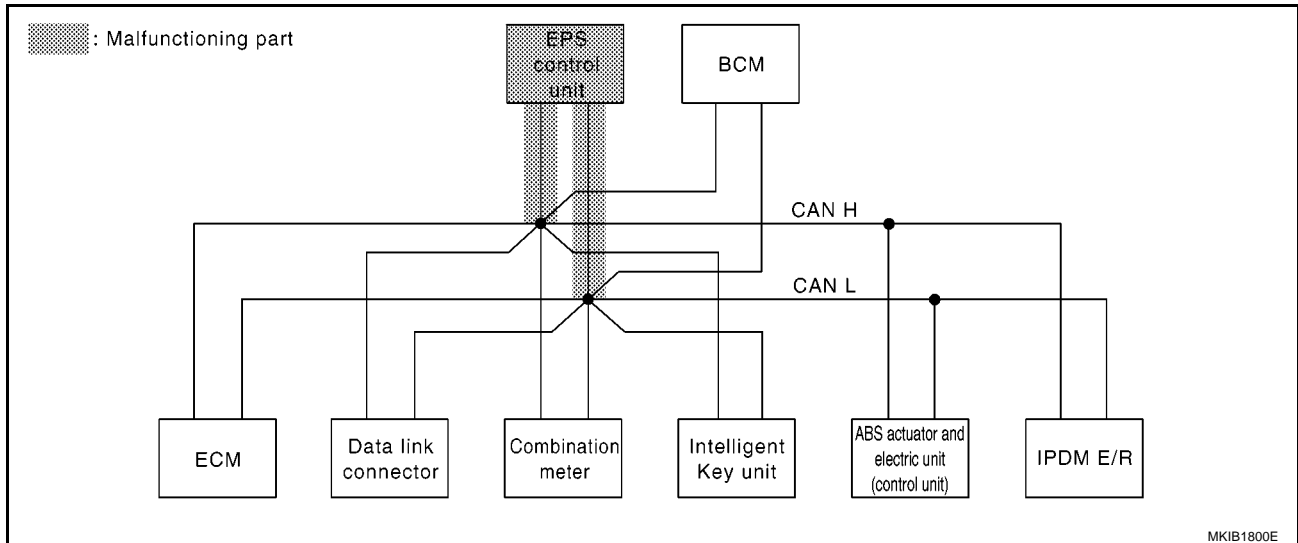 : Malfunctioning part
EPS
control
unit
BCM
CAN H
CAN L
ECM
Data link
connector
Combination
meter
Intelligent
Key unit
ABS actuator and
electric unit
(control unit)
IPDM E/R
MKIB1800E